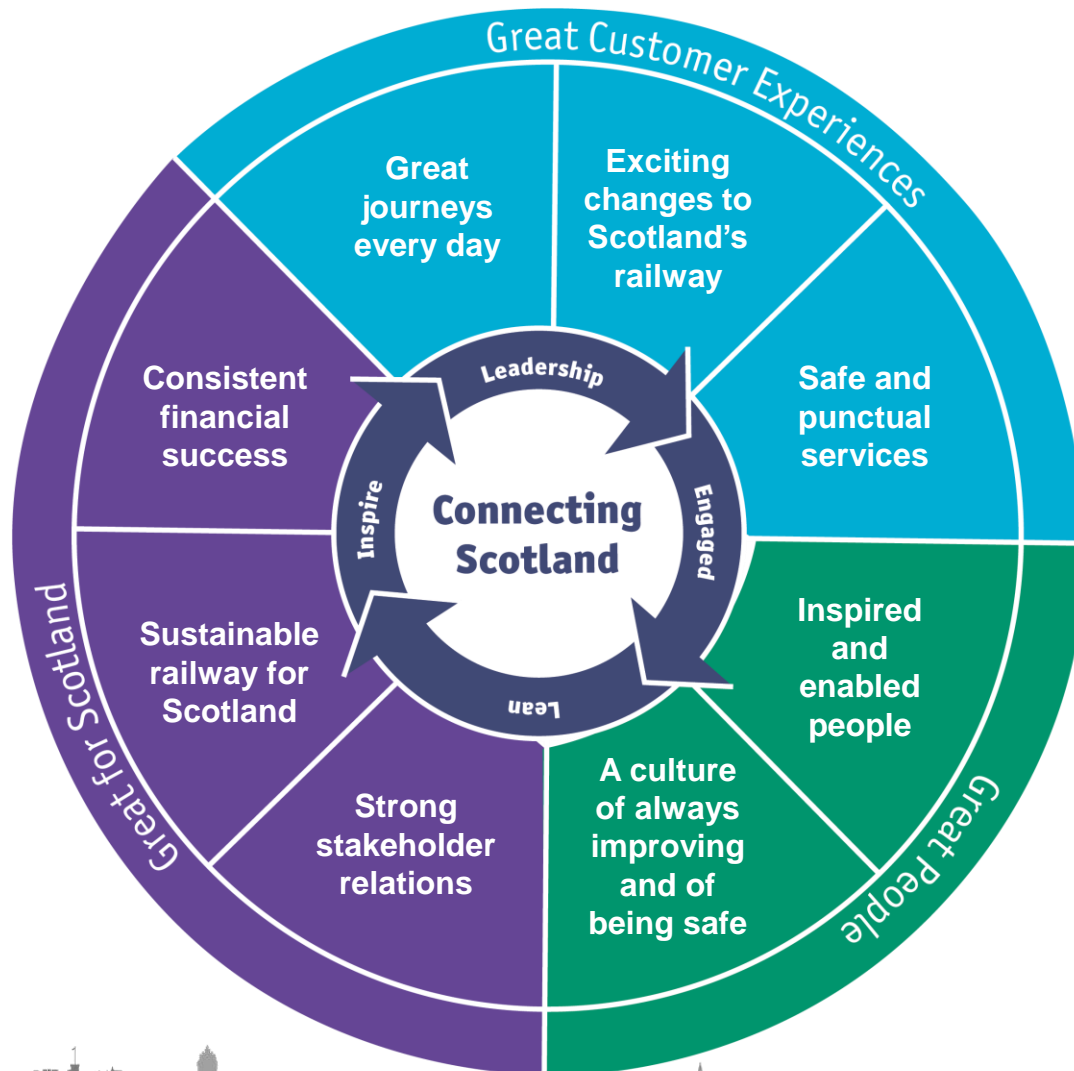 Great Customer Experiences
Great
journeys
every day
Exciting
changes to
Scotland's
railway
Safe and
punctual
services
Great People
Inspired
and
enabled
people
A culture
of always
improving
and of
being safe
Great for Scotland
Strong
stakeholder
relations
Sustainable
railway for
Scotland
Consistent
financial
success
Leadership
Engaged
Lean
Inspire
Connecting
Scotland